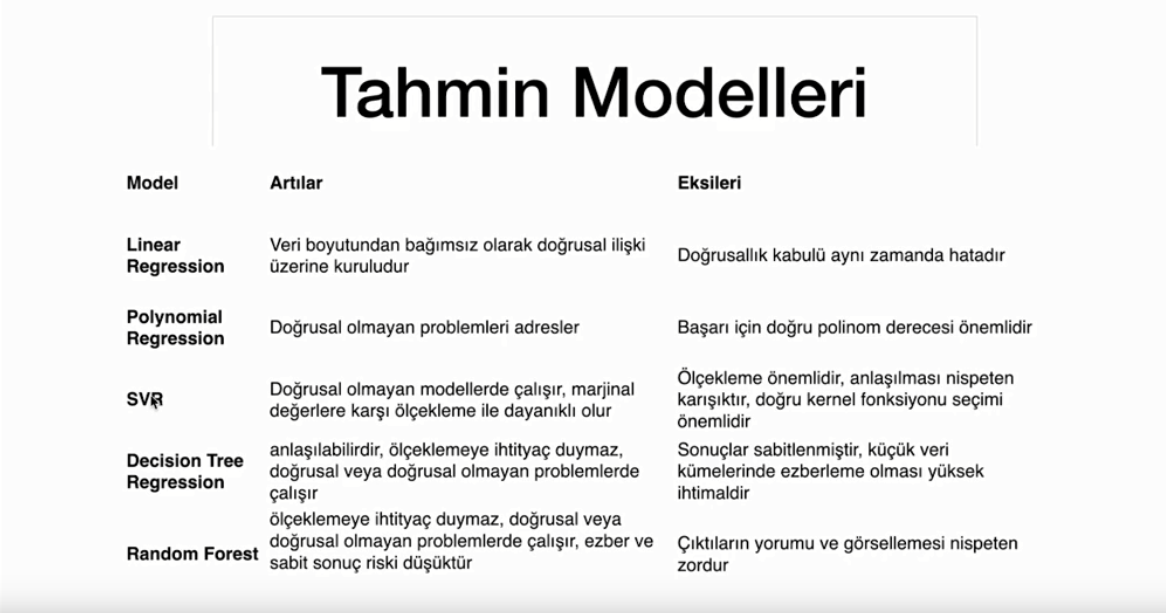 Tahmin Modelleri
Model Artılar Eksileri
Linear Regression
Veri boyutundan bağımsız olarak doğrusal ilişki
üzerine kuruludur
Doğrusallık kabulü aynı zamanda hatadır
Polynomial Regression
Doğrusal olmayan problemleri adresler
Başarı için doğru polinom derecesi önemlidir
SVR
Doğrusal olmayan modellerde çalışır, marjinal
değerlere karşı ölçekleme ile dayanıklı olur
Ölçekleme önemlidir, anlaşılması nispeten
karışıktır, doğru kernel fonksiyonu seçimi
önemlidir
Decision Tree Regression
anlaşılabilirdir, ölçeklemeye ihtityaç duymaz,
doğrusal veya doğrusal olmayan problemlerde
çalışır
Sonuçlar sabitlenmiştir, küçük veri
kümelerinde ezberleme olması yüksek
ihtimaldir
Random Forest
ölçeklemeye ihtityaç duymaz, doğrusal veya
doğrusal olmayan problemlerde çalışır, ezber ve
sabit sonuç riski düşüktür
Çıktıların yorumu ve görsellemesi nispeten
zordur